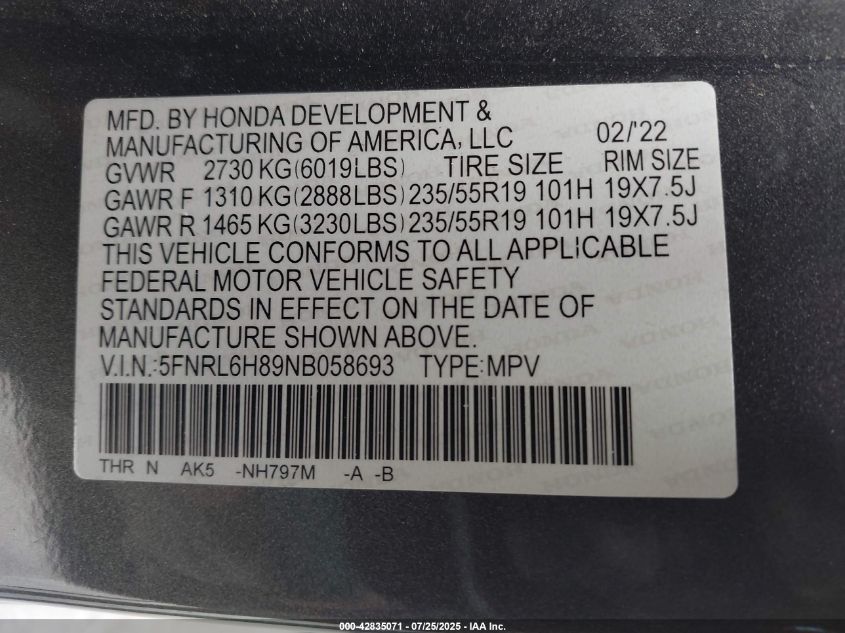 MFD. BY HONDA DEVELOPMENT &
MANUFACTURING OF AMERICA, LLC 02/'22
GVWR 2730 KG(6019LBS) TIRE SIZE RIM SIZE
GAWR F 1310 KG(2888LBS) 235/55R19 101H 19X7.5J
GAWR R 1465 KG(3230LBS) 235/55R19 101H 19X7.5J
THIS VEHICLE CONFORMS TO ALL APPLICABLE
FEDERAL MOTOR VEHICLE SAFETY
STANDARDS IN EFFECT ON THE DATE OF
MANUFACTURE SHOWN ABOVE.
V.I.N.:5FNRL6H89NB058693 TYPE:MPV
THR N AK5 -NH797M -A -B
000-42835071 - 07/25/2025 - IAA Inc.